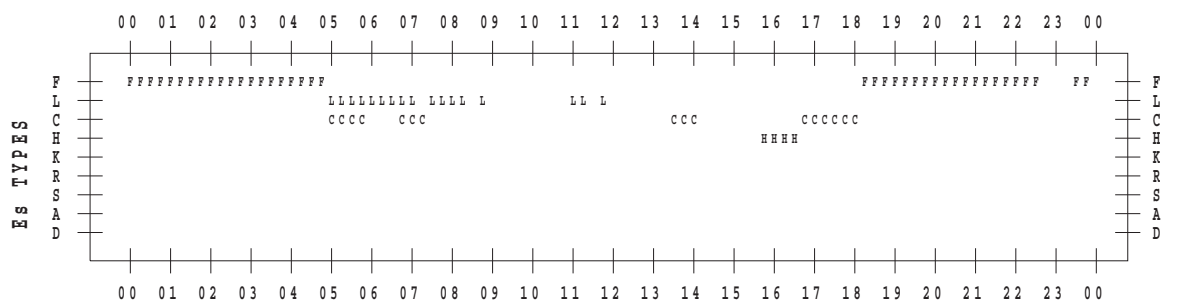 00 01 02 03 04 05 06 07 08 09 10 11 12 13 14 15 16 17 18 19 20 21 22 23 00
F FFFFFFFFFFFFFFFFFFFF FFFFFFFFFFFFFFFFFF FF F
L LLLLLLLLL LLLL L LL L L
C CCCC CCC CCC CCCCCC C
H HHHH H
K K
R R
S S
A A
D D
Es TYPES
00 01 02 03 04 05 06 07 08 09 10 11 12 13 14 15 16 17 18 19 20 21 22 23 00